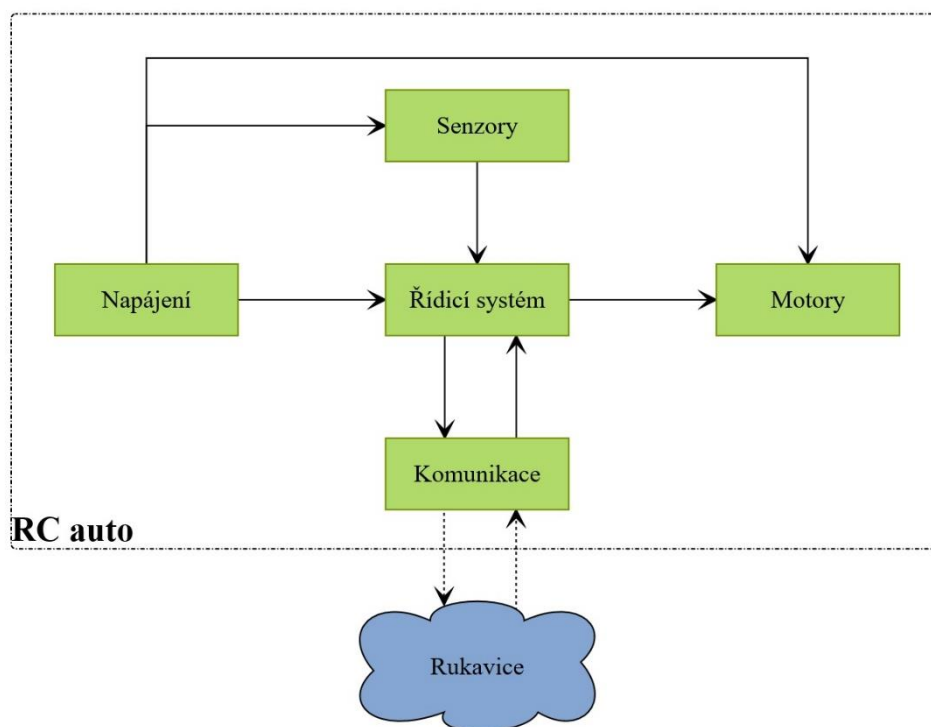 Senzory
Napájení
Řídicí systém
Motory
Komunikace
RC auto
Rukavice